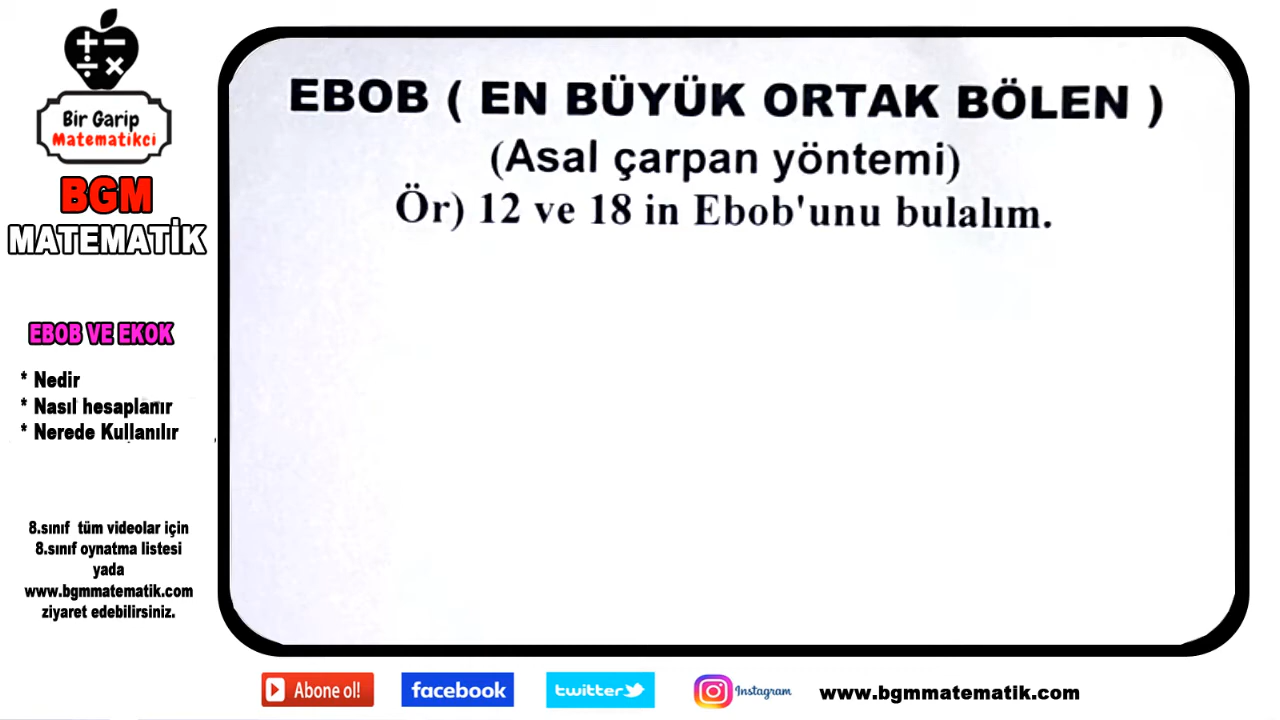 Bir Garip
Matematikci
BGM
MATEMATİK
EBOB VE EKOK
* Nedir
* Nasıl hesaplanır
* Nerede Kullanılır
8.sınıf tüm videolar için
8.sınıf oynatma listesi
yada
www.bgmmatematik.com
ziyaret edebilirsiniz.
EBOB ( EN BÜYÜK ORTAK BÖLEN )
(Asal çarpan yöntemi)
Ör) 12 ve 18 in Ebob'unu bulalım.
Abone ol!
facebook
twitter
Instagram
www.bgmmatematik.com